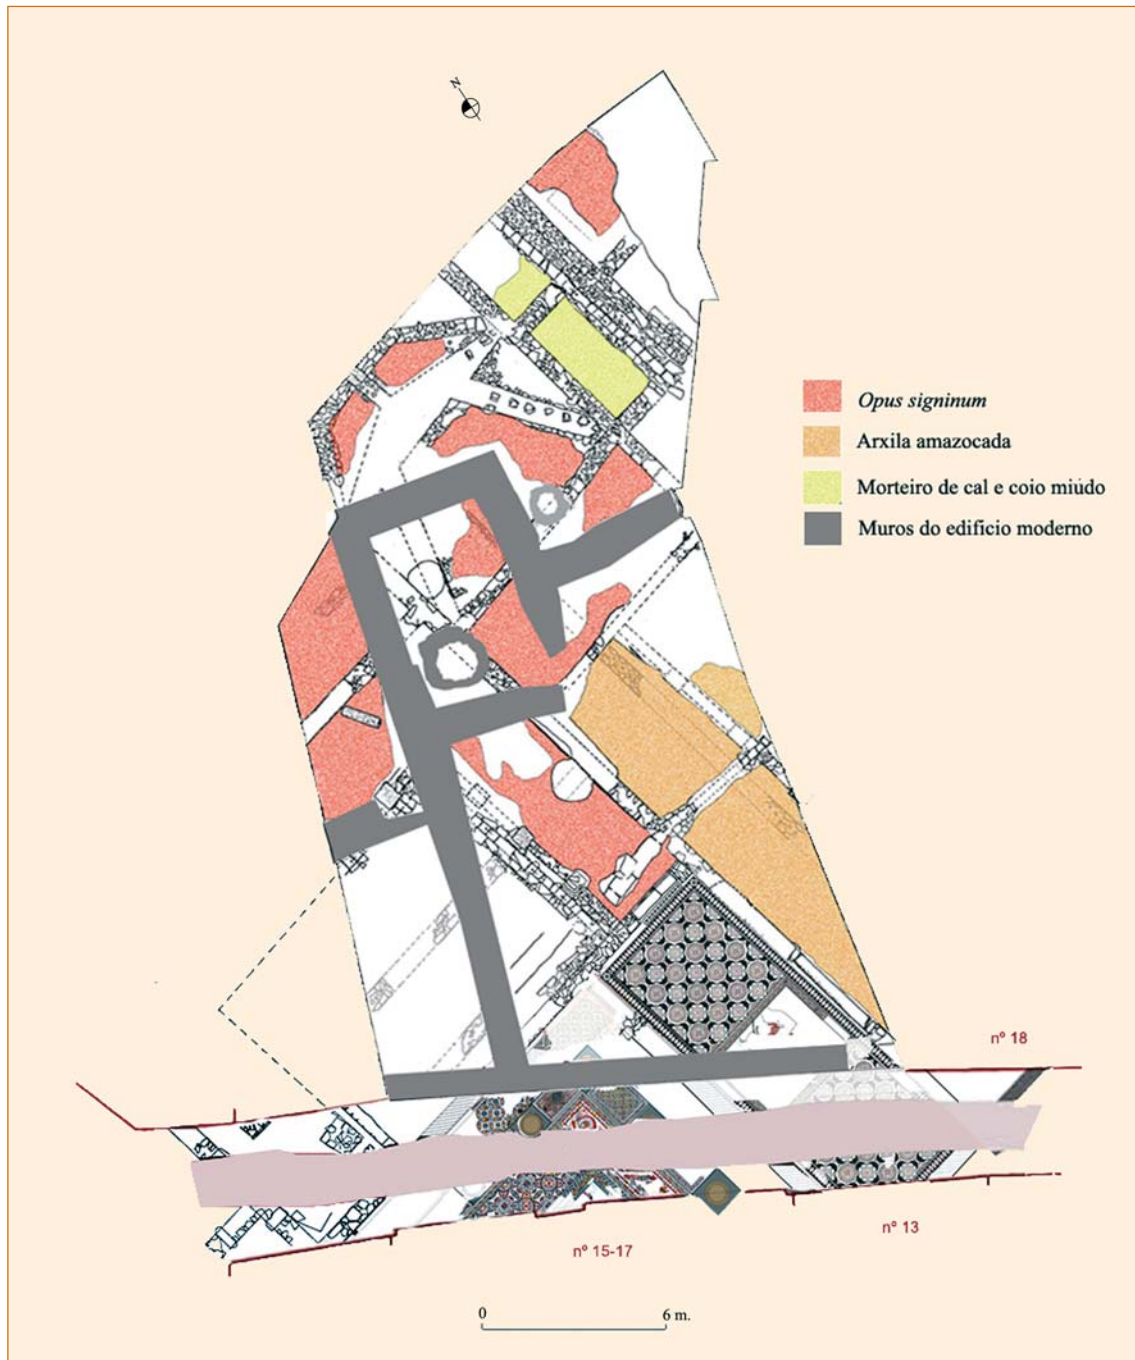 N
Opus signinum
Arxila amazocada
Morteiro de cal e coio miúdo
Muros do edificio moderno
nº 18
nº 13
nº 15-17
0 6 m.